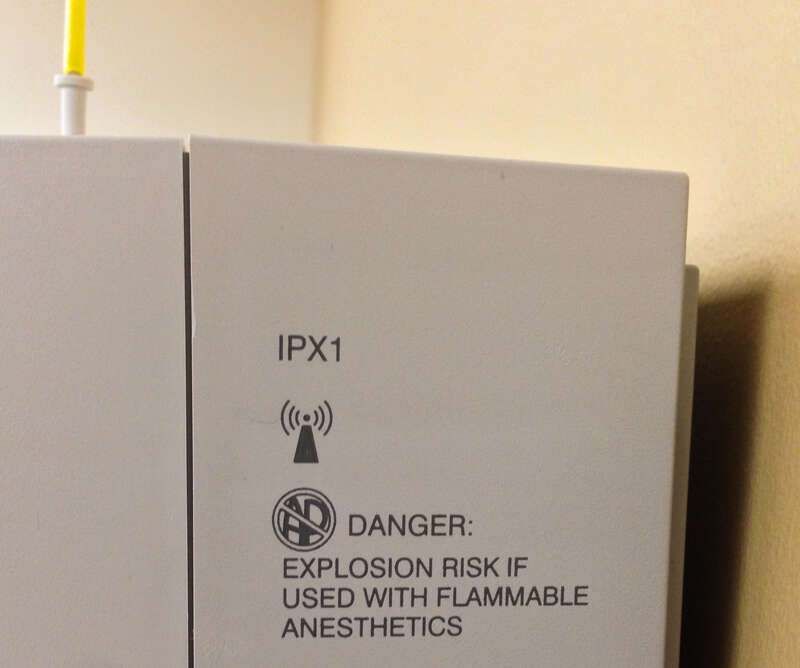 IPX1
DANGER:
EXPLOSION RISK IF
USED WITH FLAMMABLE
ANESTHETICS